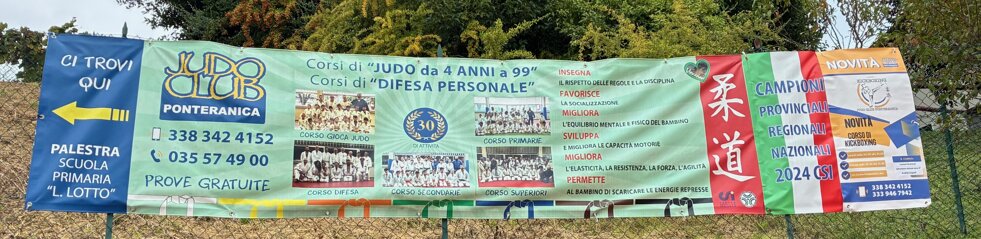 CI TROVI
QUI
PALESTRA
SCUOLA
PRIMARIA
"L. LOTTO"
JUDO
CLUB
PONTERANICA
338 342 4152
035 57 49 00
PROVE GRATUITE
Corsi di "JUDO da 4 ANNI a 99"
Corsi di "DIFESA PERSONALE"
CORSO GIOCA JUDO
30
DI ATTIVITÀ
CORSO PRIMARIE
CORSO DIFESA
CORSO SECONDARIE
CORSO SUPERIORI
INSEGNA
IL RISPETTO DELLE REGOLE E LA DISCIPLINA
FAVORISCE
LA SOCIALIZZAZIONE
MIGLIORA
L'EQUILIBRIO MENTALE E FISICO DEL BAMBINO
SVILUPPA
E MIGLIORA LE CAPACITÀ MOTORIE
MIGLIORA
L'ELASTICITÀ, LA RESISTENZA, LA FORZA, L'AGILITÀ
PERMETTE
AL BAMBINO DI SCARICARE LE ENERGIE REPRESSE
柔道
CAMPIONI
PROVINCIALI
REGIONALI
NAZIONALI
2024 CSI
NOVITÀ
KICKBOXING
NOVITÀ
CORSO DI
KICKBOXING
338 342 4152
333 946 7942